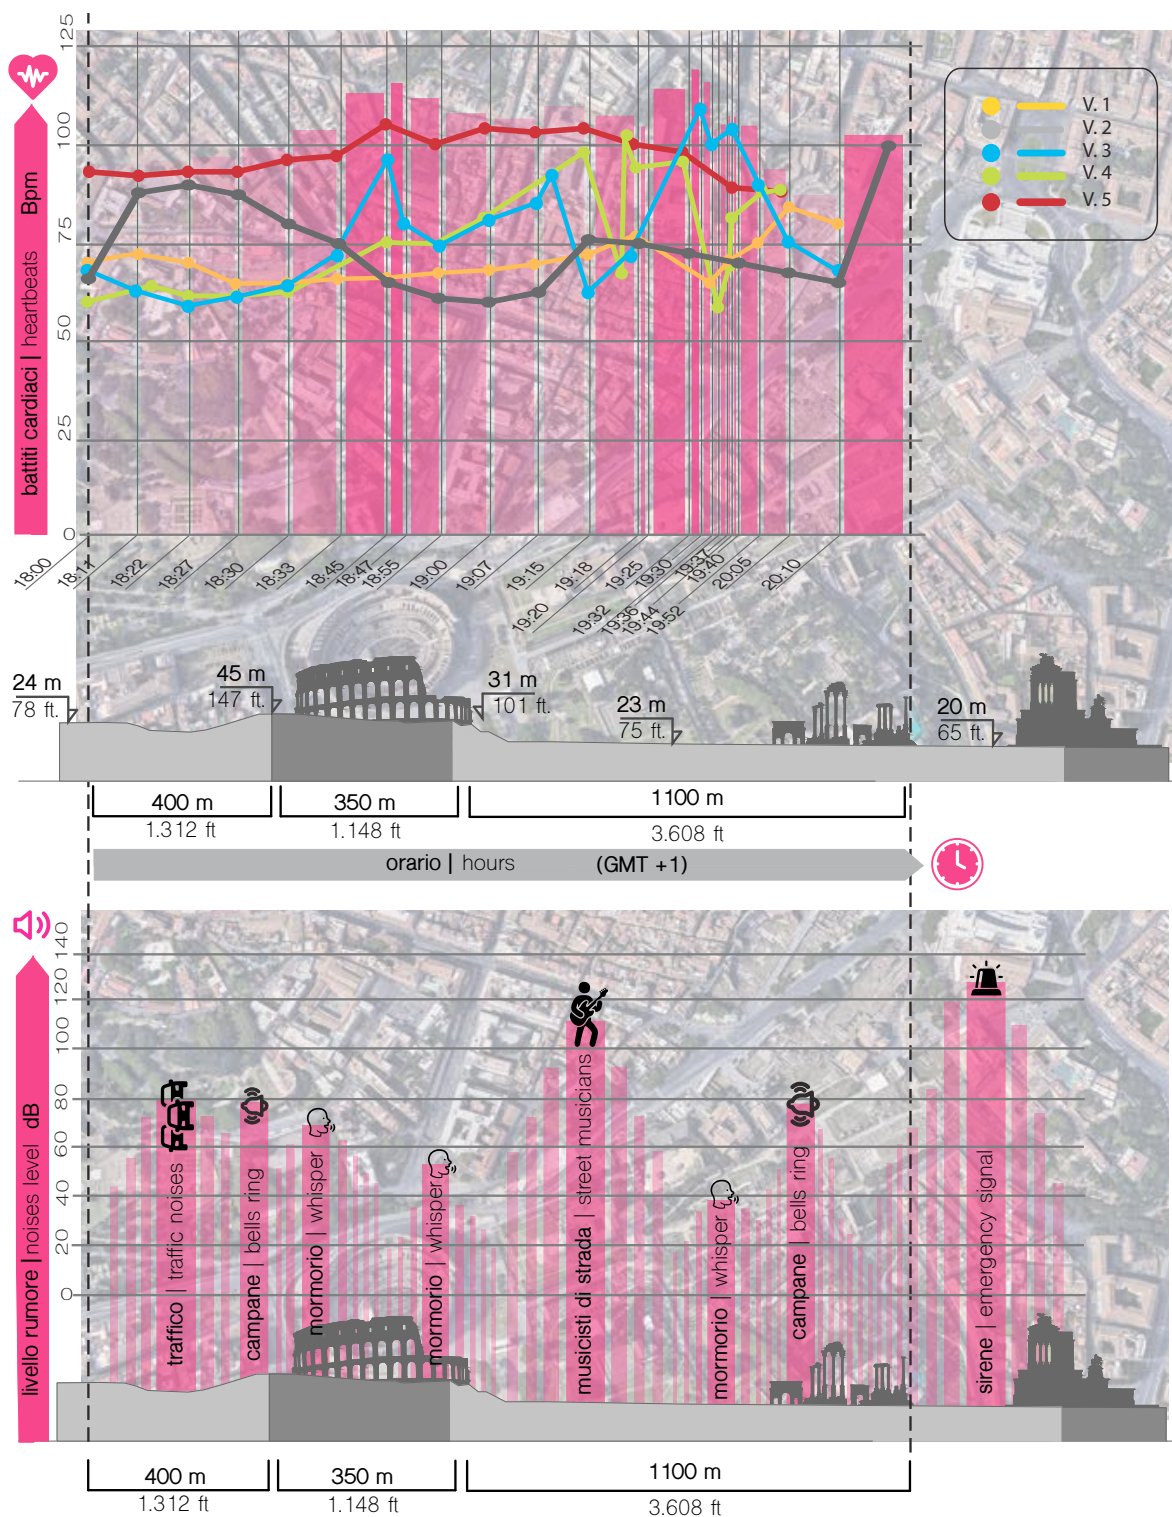 125
100
75
50
25
0
battiti cardiaci | heartbeats Bpm
V. 1
V. 2
V. 3
V. 4
V. 5
18:00
18:11
18:22
18:27
18:30
18:33
18:45
18:47
18:55
19:00
19:07
19:15
19:18
19:25
19:30
19:37
19:40
20:05
20:10
19:20
19:32
19:36
19:44
19:52
24 m
78 ft.
45 m
147 ft.
31 m
101 ft.
23 m
75 ft.
20 m
65 ft.
400 m
1.312 ft
350 m
1.148 ft
1100 m
3.608 ft
orario | hours (GMT +1)
140
120
100
80
60
40
20
0
livello rumore | noises level dB
traffico | traffic noises
campane | bells ring
mormorio | whisper
mormorio | whisper
musicisti di strada | street musicians
mormorio | whisper
campane | bells ring
sirene | emergency signal
400 m
1.312 ft
350 m
1.148 ft
1100 m
3.608 ft